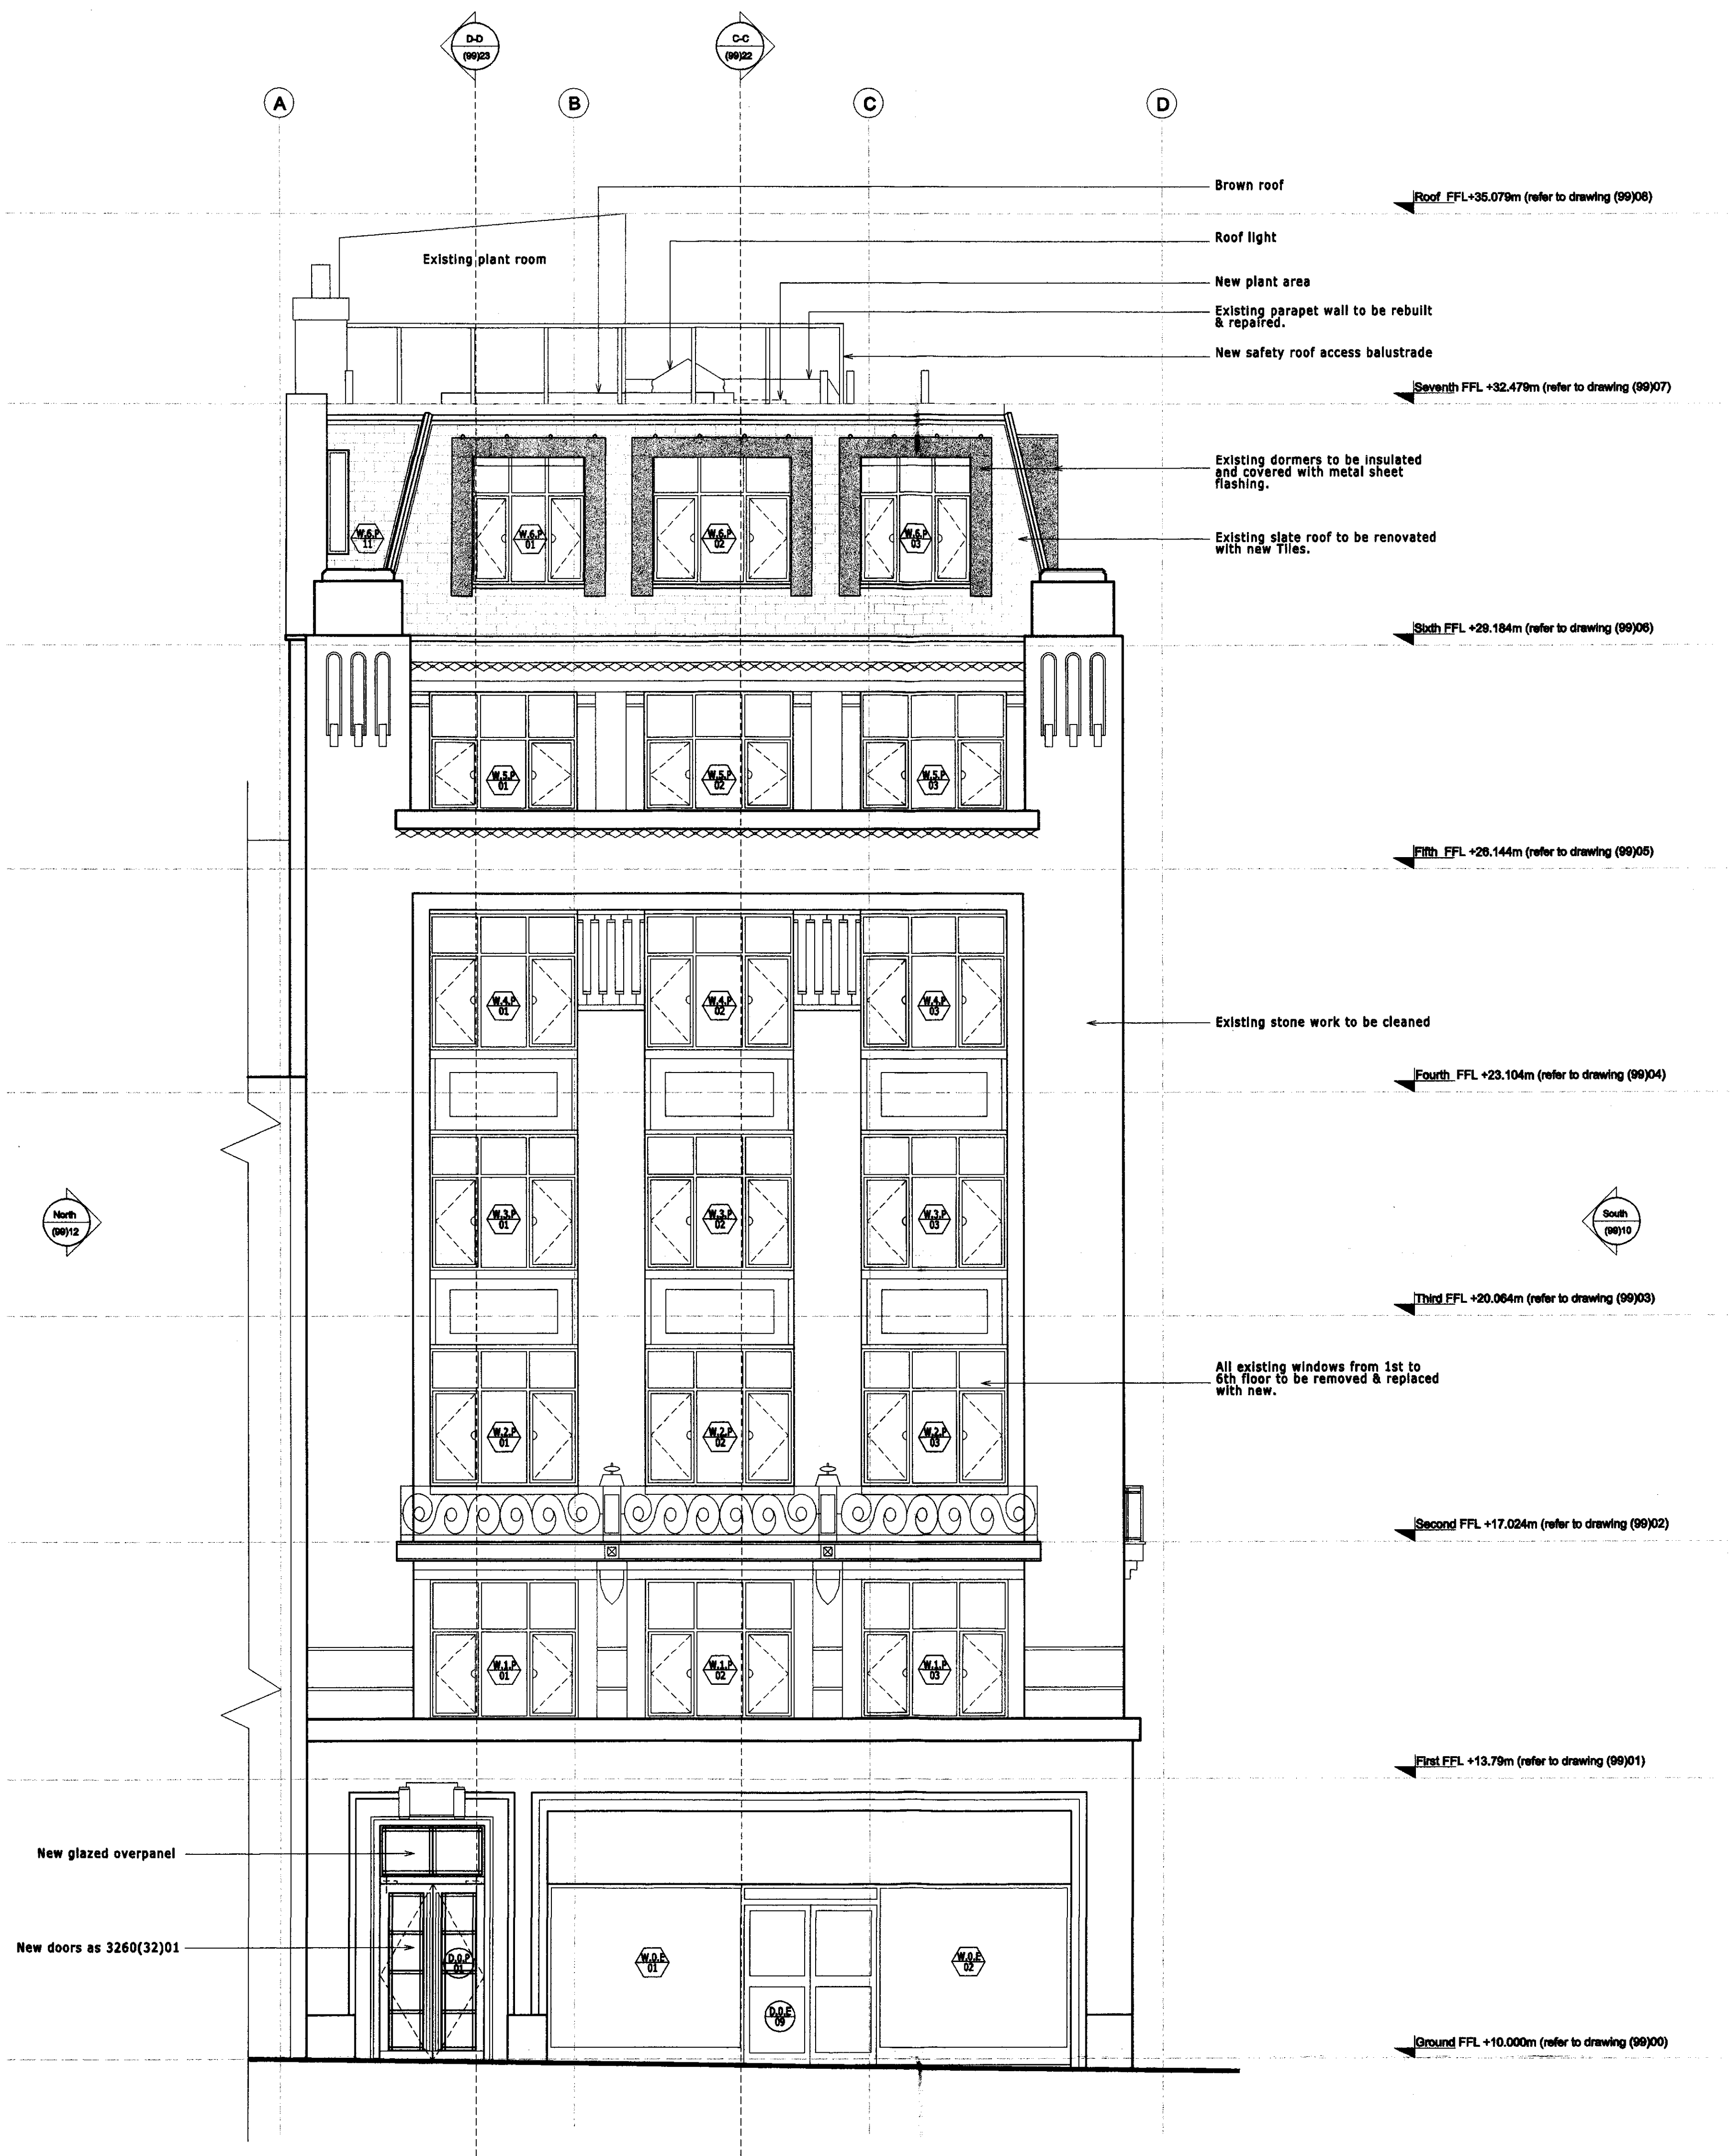 D-D
(99)23
C-C
(99)22
A
B
C
D
Brown roof
Roof FFL+35.079m (refer to drawing (99)08)
Roof light
Existing plant room
New plant area
Existing parapet wall to be rebuilt
& repaired.
New safety roof access balustrade
Seventh FFL +32.479m (refer to drawing (99)07)
Existing dormers to be insulated
and covered with metal sheet
flashing.
W.6.P
11
W.6.P
01
W.6.P
02
W.6.P
03
Existing slate roof to be renovated
with new Tiles.
Sixth FFL +29.184m (refer to drawing (99)06)
W.5.P
01
W.5.P
02
W.5.P
03
Fifth FFL +26.144m (refer to drawing (99)05)
W.4.P
01
W.4.P
02
W.4.P
03
Existing stone work to be cleaned
Fourth FFL +23.104m (refer to drawing (99)04)
North
(99)12
W.3.P
01
W.3.P
02
W.3.P
03
South
(99)10
Third FFL +20.064m (refer to drawing (99)03)
All existing windows from 1st to
6th floor to be removed & replaced
with new.
W.2.P
01
W.2.P
02
W.2.P
03
Second FFL +17.024m (refer to drawing (99)02)
W.1.P
01
W.1.P
02
W.1.P
03
First FFL +13.79m (refer to drawing (99)01)
New glazed overpanel
New doors as 3260(32)01
D.0.P
01
W.0.E
01
W.0.E
02
D.0.E
09
Ground FFL +10.000m (refer to drawing (99)00)